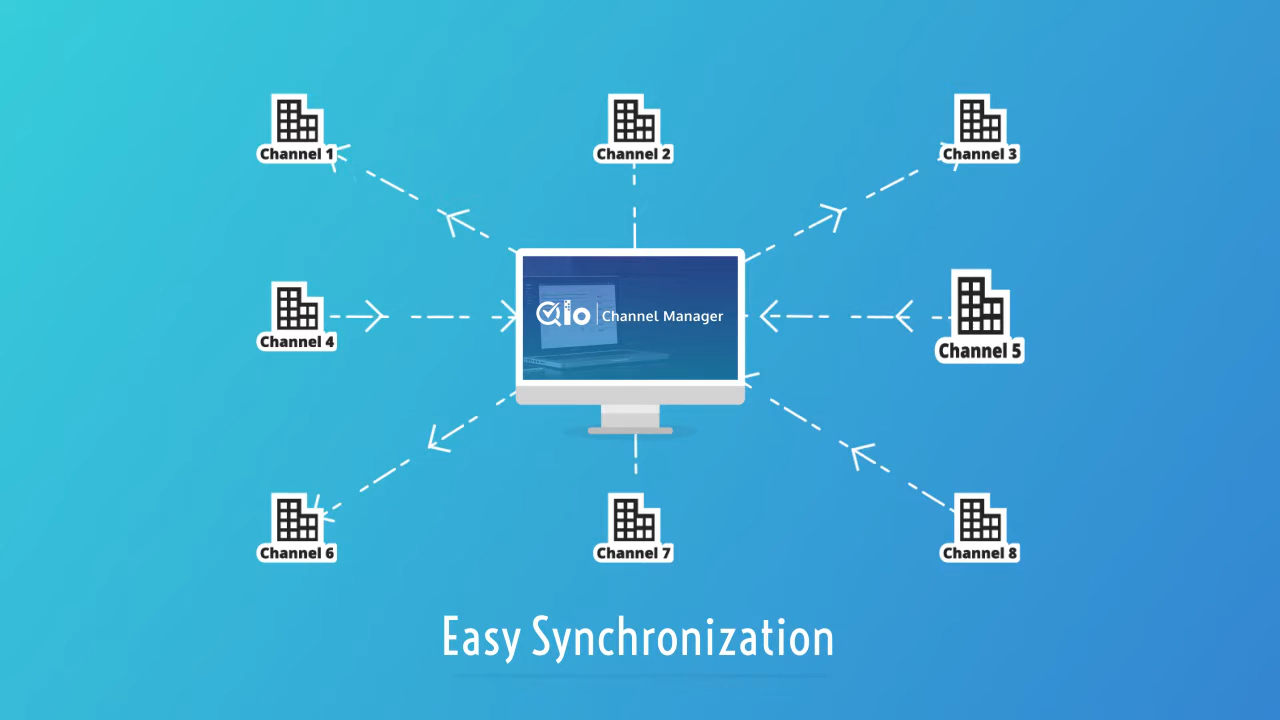 Channel 1
Channel 2
Channel 3
Channel 4
Qlo Channel Manager
Channel 5
Channel 6
Channel 7
Channel 8
Easy Synchronization